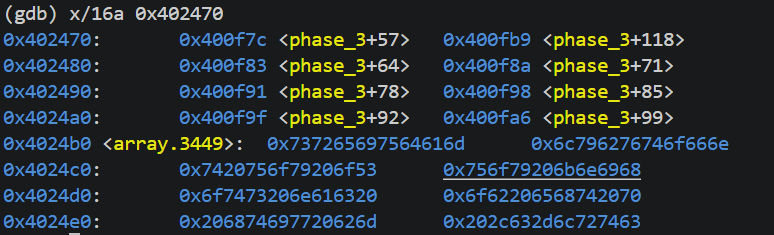 (gdb) x/16a 0x402470
0x402470: 0x400f7c <phase_3+57> 0x400fb9 <phase_3+118>
0x402480: 0x400f83 <phase_3+64> 0x400f8a <phase_3+71>
0x402490: 0x400f91 <phase_3+78> 0x400f98 <phase_3+85>
0x4024a0: 0x400f9f <phase_3+92> 0x400fa6 <phase_3+99>
0x4024b0 <array.3449>: 0x737265697564616d 0x6c796276746f666e
0x4024c0: 0x7420756f79206f53 0x756f79206b6e6968
0x4024d0: 0x6f7473206e616320 0x6f62206568742070
0x4024e0: 0x206874697720626d 0x202c632d6c727463